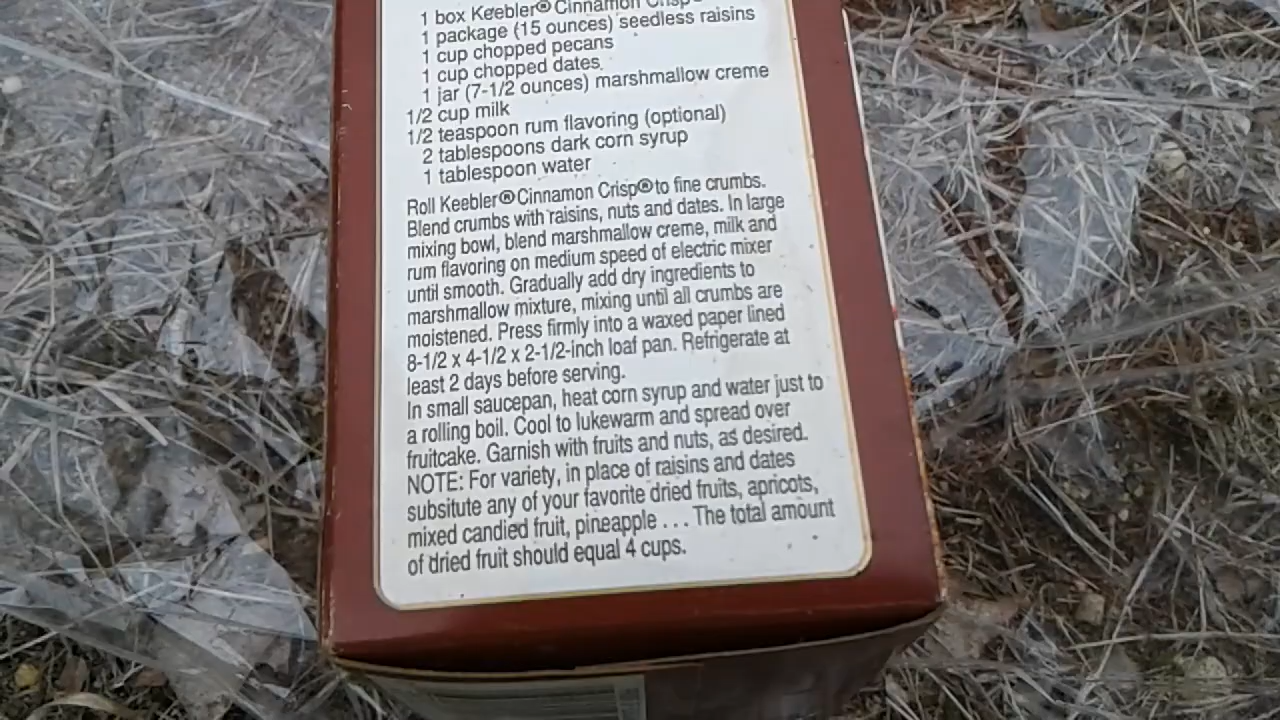 1 box Keebler® Cinnamon Crisp®
1 package (15 ounces) seedless raisins
1 cup chopped pecans
1 cup chopped dates
1 jar (7-1/2 ounces) marshmallow creme
1/2 cup milk
1/2 teaspoon rum flavoring (optional)
2 tablespoons dark corn syrup
1 tablespoon water
Roll Keebler® Cinnamon Crisp® to fine crumbs.
Blend crumbs with raisins, nuts and dates. In large
mixing bowl, blend marshmallow creme, milk and
rum flavoring on medium speed of electric mixer
until smooth. Gradually add dry ingredients to
marshmallow mixture, mixing until all crumbs are
moistened. Press firmly into a waxed paper lined
8-1/2 x 4-1/2 x 2-1/2-inch loaf pan. Refrigerate at
least 2 days before serving.
In small saucepan, heat corn syrup and water just to
a rolling boil. Cool to lukewarm and spread over
fruitcake. Garnish with fruits and nuts, as desired.
NOTE: For variety, in place of raisins and dates
subsitute any of your favorite dried fruits, apricots,
mixed candied fruit, pineapple . . . The total amount
of dried fruit should equal 4 cups.